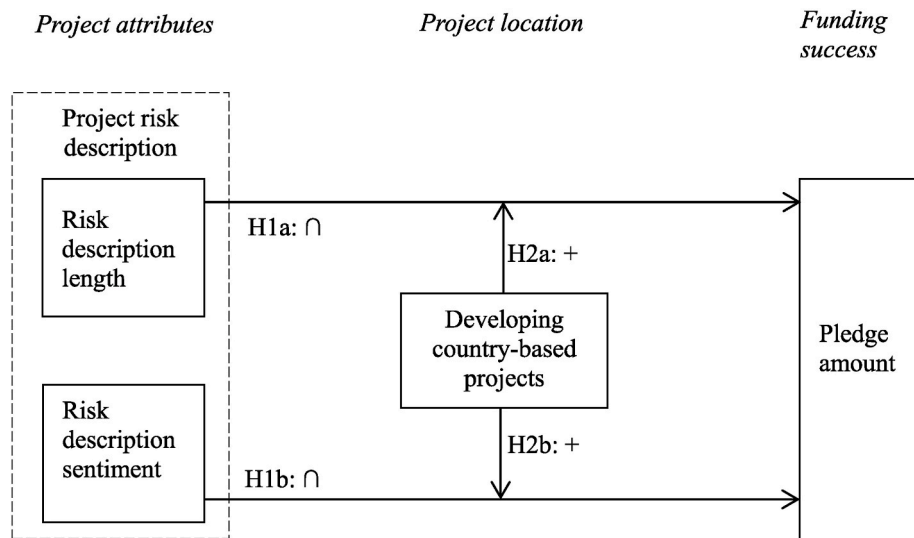 Project attributes
Project location
Funding
success
Project risk
description
Risk
description
length
H1a: ∩
H2a: +
Developing
country-based
projects
Pledge
amount
Risk
description
sentiment
H2b: +
H1b: ∩